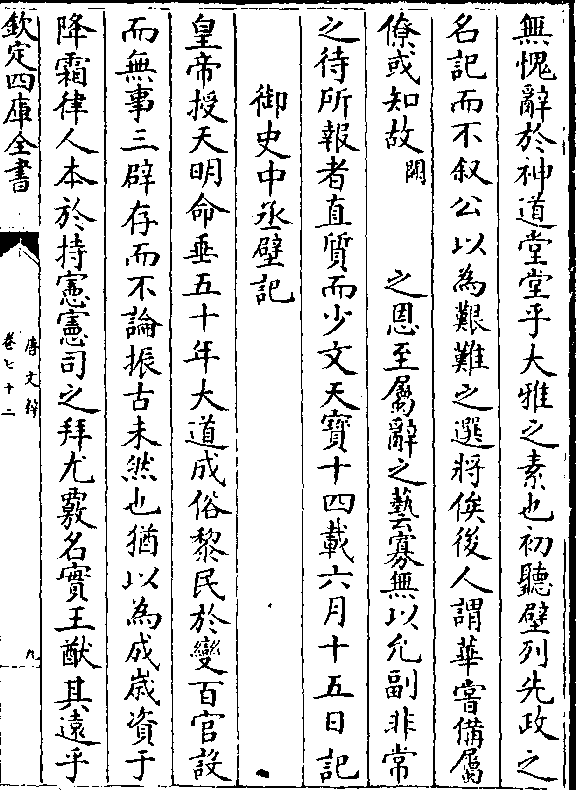 無愧辭於神道堂堂乎大雅之素也初聽壁列先政之
名記而不叙公以為艱難之選將俟後人謂華嘗備屬
僚或知故闕之恩至屬辭之藝寡無以允副非常
之待所報者直質而少文天寶十四載六月十五日記
御史中丞壁記
皇帝授天明命垂五十年大道成俗黎民於變百官設
而無事三辟存而不論振古未然也猶以為成嵗資于
降霜律人本於持憲憲司之拜尤覈名實王猷其遠乎
欽定四庫全書
唐文粹
卷七十二
九